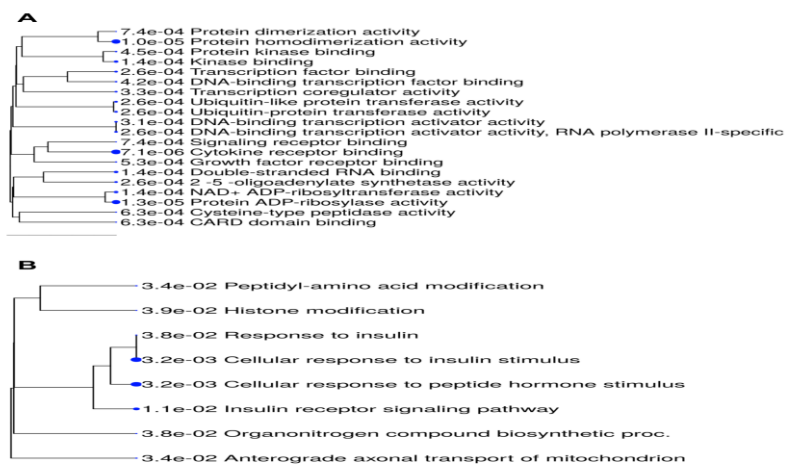 A
7.4e-04 Protein dimerization activity
1.0e-05 Protein homodimerization activity
4.5e-04 Protein kinase binding
1.4e-04 Kinase binding
2.6e-04 Transcription factor binding
4.2e-04 DNA-binding transcription factor binding
3.3e-04 Transcription coregulator activity
2.6e-04 Ubiquitin-like protein transferase activity
2.6e-04 Ubiquitin-protein transferase activity
3.1e-04 DNA-binding transcription activator activity
2.6e-04 DNA-binding transcription activator activity, RNA polymerase II-specific
7.4e-04 Signaling receptor binding
7.1e-06 Cytokine receptor binding
5.3e-04 Growth factor receptor binding
1.4e-04 Double-stranded RNA binding
2.6e-04 2 -5 -oligoadenylate synthetase activity
1.4e-04 NAD+ ADP-ribosyltransferase activity
1.3e-05 Protein ADP-ribosylase activity
6.3e-04 Cysteine-type peptidase activity
6.3e-04 CARD domain binding
B
3.4e-02 Peptidyl-amino acid modification
3.9e-02 Histone modification
3.8e-02 Response to insulin
3.2e-03 Cellular response to insulin stimulus
3.2e-03 Cellular response to peptide hormone stimulus
1.1e-02 Insulin receptor signaling pathway
3.8e-02 Organonitrogen compound biosynthetic proc.
3.4e-02 Anterograde axonal transport of mitochondrion